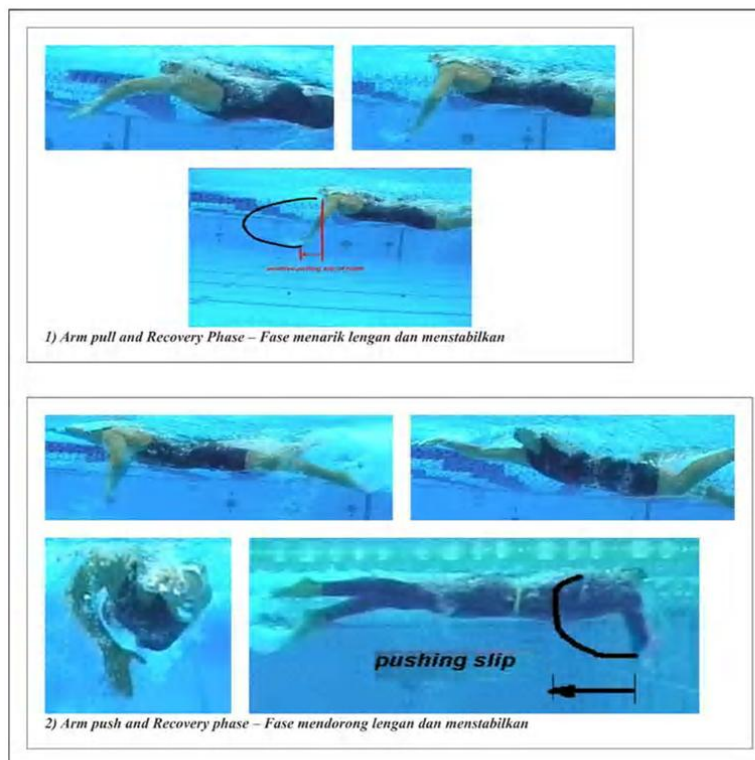 1) Arm pull and Recovery Phase – Fase menarik lengan dan menstabilkan
pushing slip
2) Arm push and Recovery phase – Fase mendorong lengan dan menstabilkan